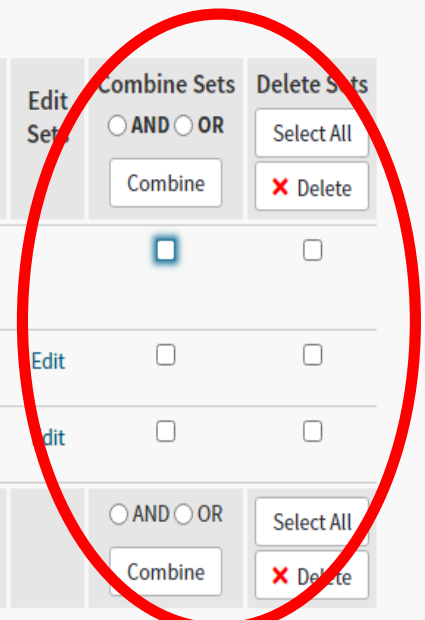 Combine Sets Delete Sets
Edit Sets
AND OR
Select All
Combine
Delete
Edit
Edit
AND OR
Select All
Combine
Delete